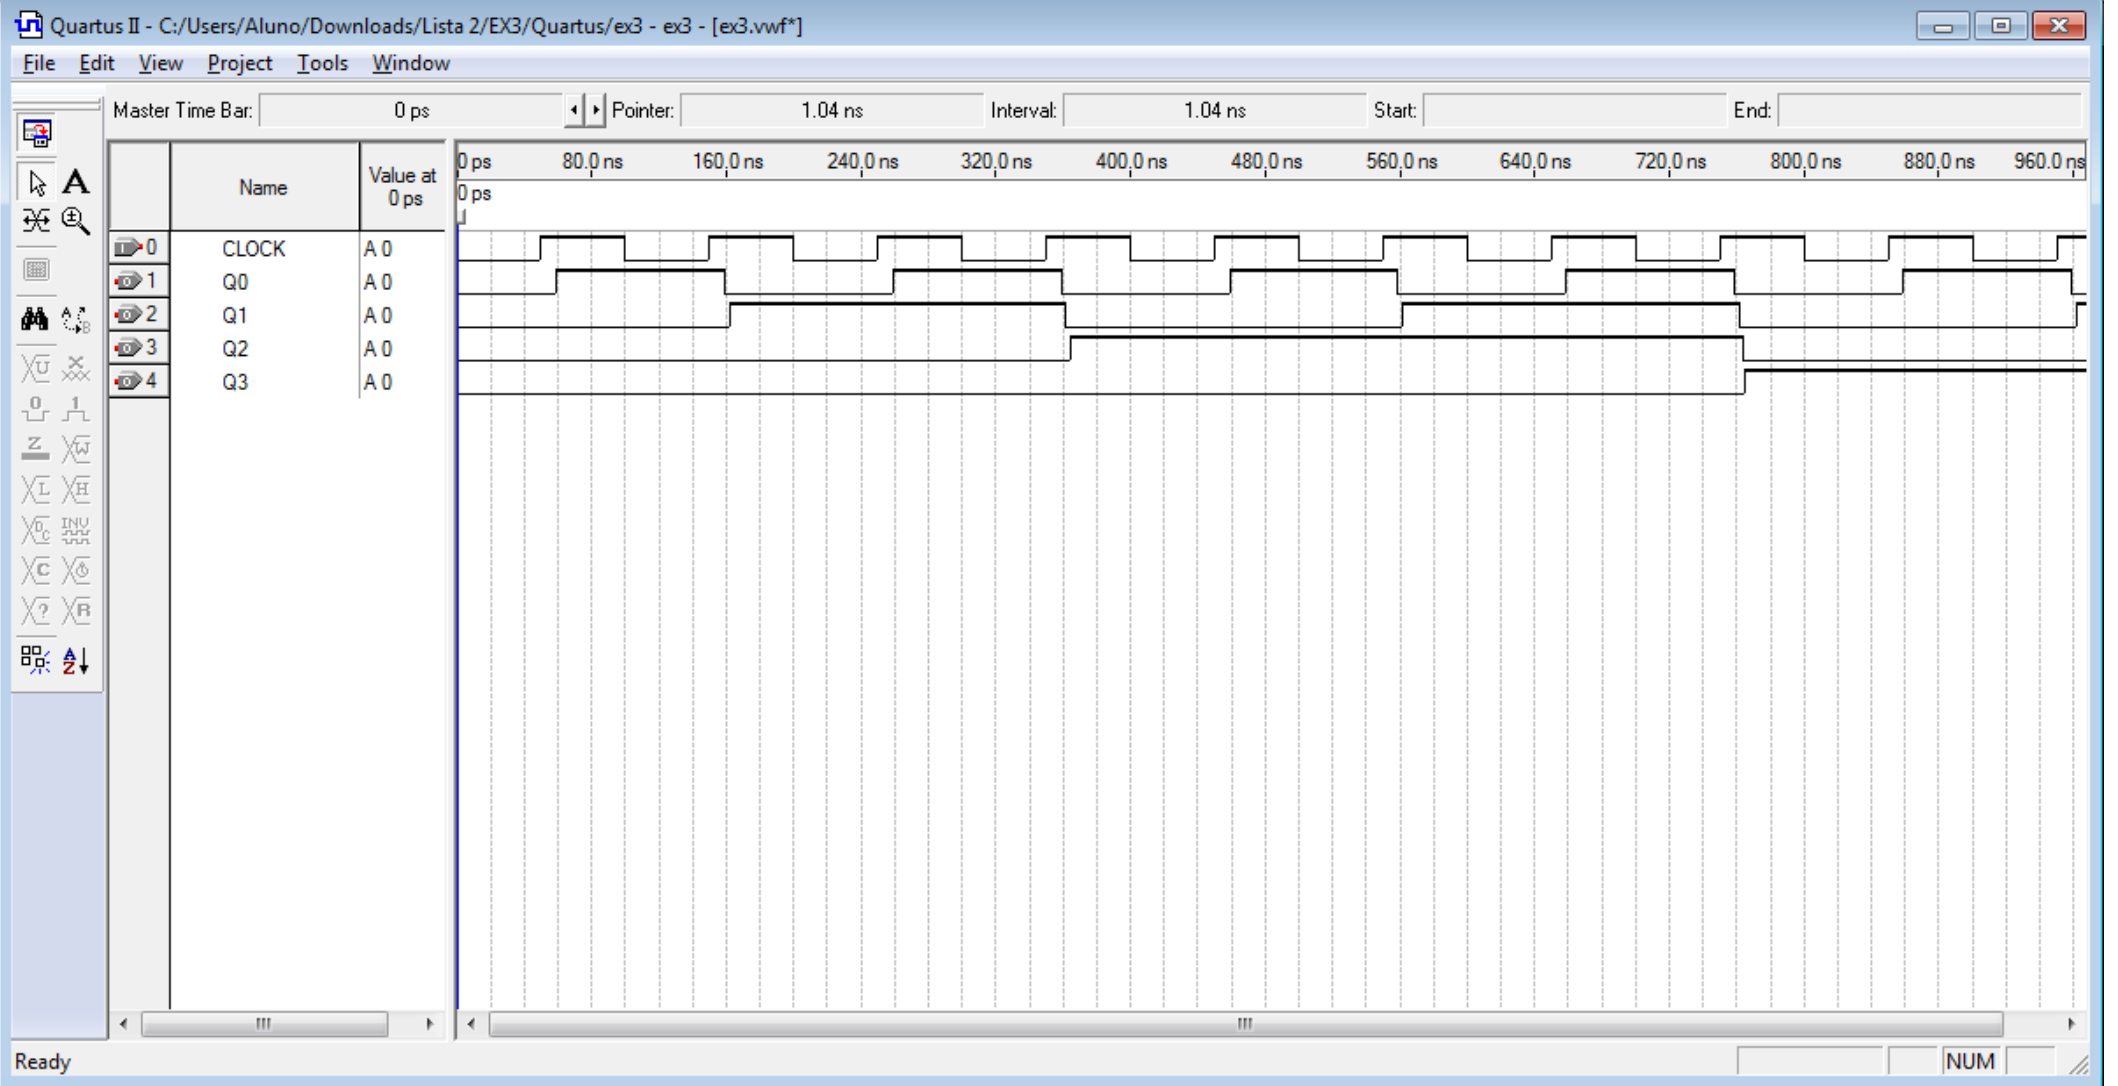 Quartus II - C:/Users/Aluno/Downloads/Lista 2/EX3/Quartus/ex3 - ex3 - [ex3.vwf*]
File Edit View Project Tools Window
Master Time Bar: 0 ps Pointer: 1.04 ns Interval: 1.04 ns Start: End:
Name
Value at
0 ps
0 ps 80.0 ns 160.0 ns 240.0 ns 320.0 ns 400.0 ns 480.0 ns 560.0 ns 640.0 ns 720.0 ns 800.0 ns 880.0 ns 960.0 ns
0 ps
0 CLOCK A 0
1 Q0 A 0
2 Q1 A 0
3 Q2 A 0
4 Q3 A 0
Ready
NUM